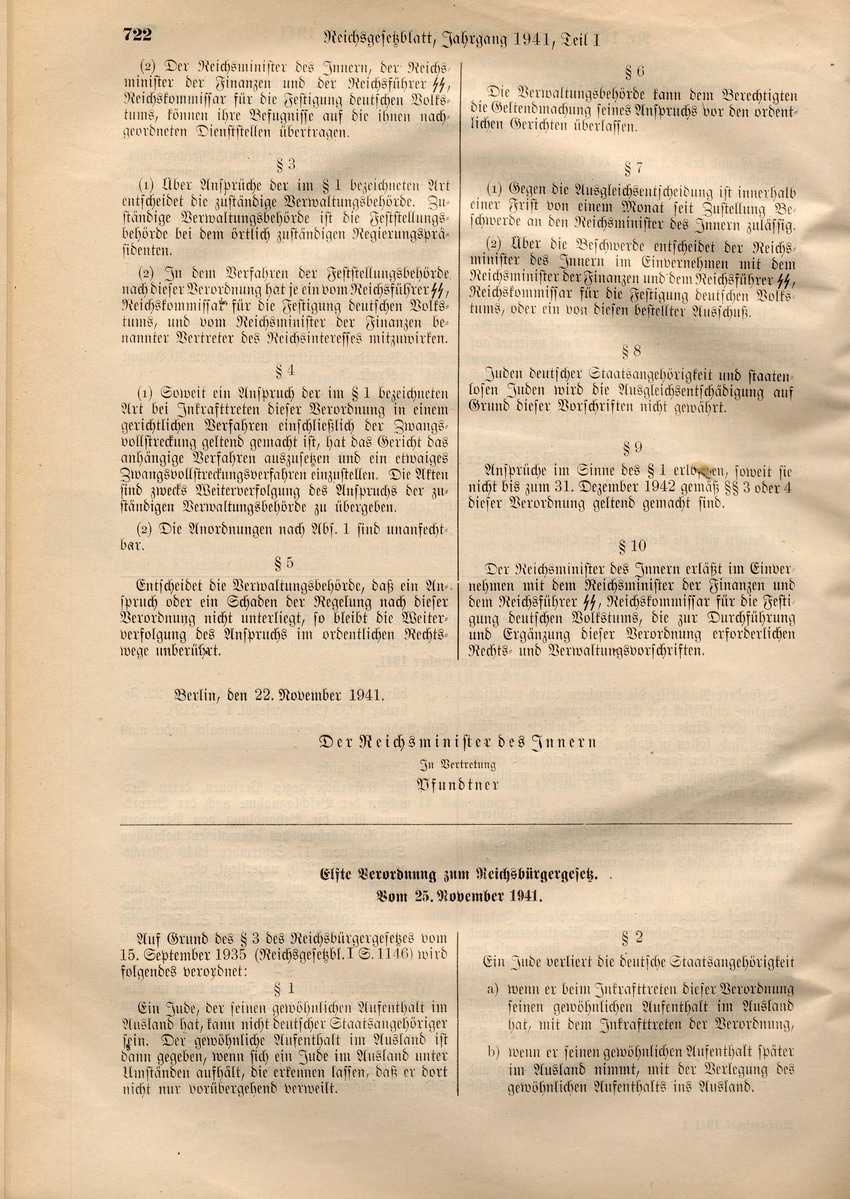 722
Reichsgesetzblatt, Jahrgang 1941, Teil I
(2) Der Reichsminister des Innern, der Reichs-
minister der Finanzen und der Reichsführer SS,
Reichskommissar für die Festigung deutschen Volks-
tums, können ihre Befugnisse auf die ihnen nach-
geordneten Dienststellen übertragen.
§ 3
(1) Über Ansprüche der im § 1 bezeichneten Art
entscheidet die zuständige Verwaltungsbehörde. Zu-
ständige Verwaltungsbehörde ist die Feststellungs-
behörde bei dem örtlich zuständigen Regierungsprä-
sidenten.
(2) In dem Verfahren der Feststellungsbehörde
nach dieser Verordnung hat je ein vom Reichsführer SS,
Reichskommissar für die Festigung deutschen Volks-
tums, und vom Reichsminister der Finanzen be-
nannter Vertreter des Reichsinteresses mitzuwirken.
§ 4
(1) Soweit ein Anspruch der im § 1 bezeichneten
Art bei Inkrafttreten dieser Verordnung in einem
gerichtlichen Verfahren einschließlich der Zwangs-
vollstreckung geltend gemacht ist, hat das Gericht das
anhängige Verfahren auszusetzen und ein etwaiges
Zwangsvollstreckungsverfahren einzustellen. Die Akten
sind zwecks Weiterverfolgung des Anspruchs der zu-
ständigen Verwaltungsbehörde zu übergeben.
(2) Die Anordnungen nach Abs. 1 sind unanfecht-
bar.
§ 5
Entscheidet die Verwaltungsbehörde, daß ein An-
spruch oder ein Schaden der Regelung nach dieser
Verordnung nicht unterliegt, so bleibt die Weiter-
verfolgung des Anspruchs im ordentlichen Rechts-
wege unberührt.
§ 6
Die Verwaltungsbehörde kann dem Berechtigten
die Geltendmachung seines Anspruchs vor den ordent-
lichen Gerichten überlassen.
§ 7
(1) Gegen die Ausgleichsentscheidung ist innerhalb
einer Frist von einem Monat seit Zustellung Be-
schwerde an den Reichsminister des Innern zulässig.
(2) Über die Beschwerde entscheidet der Reichs-
minister des Innern im Einvernehmen mit dem
Reichsminister der Finanzen und dem Reichsführer SS,
Reichskommissar für die Festigung deutschen Volks-
tums, oder ein von diesen bestellter Ausschuß.
§ 8
Juden deutscher Staatsangehörigkeit und staaten-
losen Juden wird die Ausgleichsentschädigung auf
Grund dieser Vorschriften nicht gewährt.
§ 9
Ansprüche im Sinne des § 1 erlöschen, soweit sie
nicht bis zum 31. Dezember 1942 gemäß §§ 3 oder 4
dieser Verordnung geltend gemacht sind.
§ 10
Der Reichsminister des Innern erläßt im Einver-
nehmen mit dem Reichsminister der Finanzen und
dem Reichsführer SS, Reichskommissar für die Festi-
gung deutschen Volkstums, die zur Durchführung
und Ergänzung dieser Verordnung erforderlichen
Rechts- und Verwaltungsvorschriften.
Berlin, den 22. November 1941.
Der Reichsminister des Innern
In Vertretung
Pfundtner
Elfte Verordnung zum Reichsbürgergesetz.
Vom 25. November 1941.
Auf Grund des § 3 des Reichsbürgergesetzes vom
15. September 1935 (Reichsgesetzbl. I S. 1146) wird
folgendes verordnet:
§ 1
Ein Jude, der seinen gewöhnlichen Aufenthalt im
Ausland hat, kann nicht deutscher Staatsangehöriger
sein. Der gewöhnliche Aufenthalt im Ausland ist
dann gegeben, wenn sich ein Jude im Ausland unter
Umständen aufhält, die erkennen lassen, daß er dort
nicht nur vorübergehend verweilt.
§ 2
Ein Jude verliert die deutsche Staatsangehörigkeit
a) wenn er beim Inkrafttreten dieser Verordnung
seinen gewöhnlichen Aufenthalt im Ausland
hat, mit dem Inkrafttreten der Verordnung,
b) wenn er seinen gewöhnlichen Aufenthalt später
im Ausland nimmt, mit der Verlegung des
gewöhnlichen Aufenthalts ins Ausland.